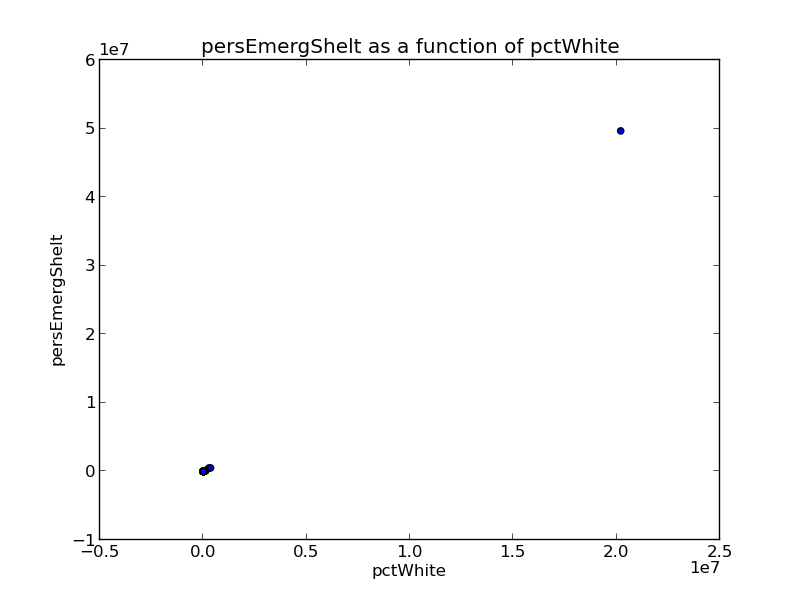 persEmergShelt as a function of pctWhite
1e7
6
5
4
3
2
1
0
−1
persEmergShelt
−0.5 0.0 0.5 1.0 1.5 2.0 2.5
1e7
pctWhite